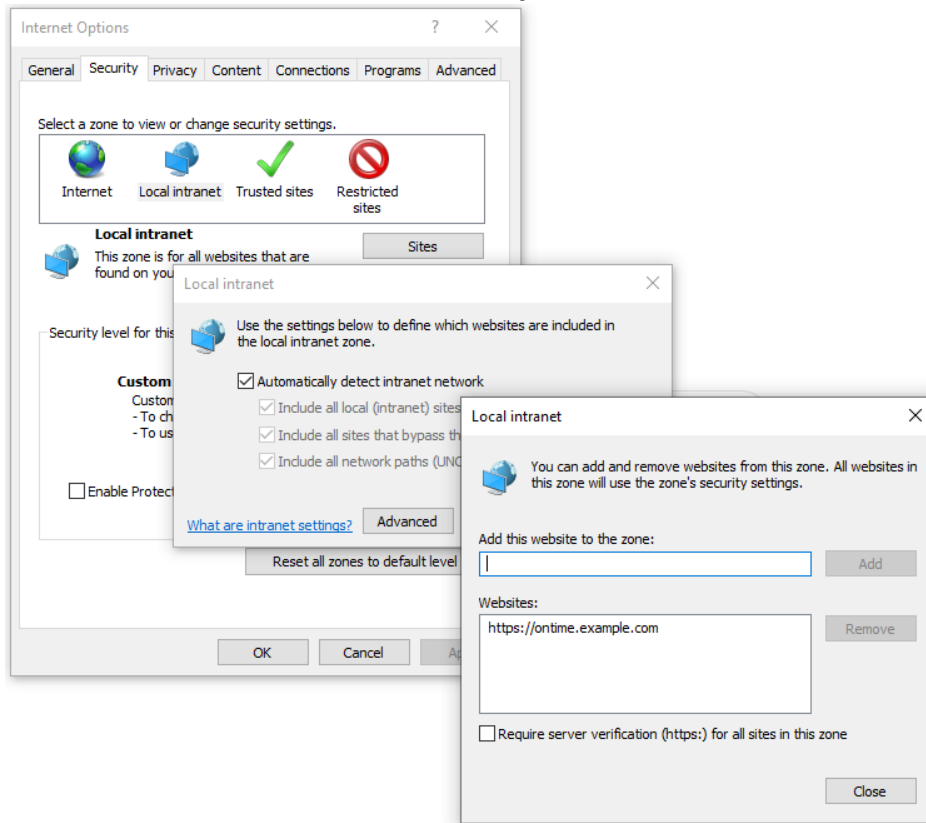 Internet Options
?
General Security Privacy Content Connections Programs Advanced
Select a zone to view or change security settings.
Internet Local intranet Trusted sites Restricted
sites
Local intranet
Sites
This zone is for all websites that are
found on you
Security level for this
Custom
Custom
- To ch
- To us
Enable Protect
Reset all zones to default level
OK Cancel Ap
Local intranet
Use the settings below to define which websites are included in
the local intranet zone.
Automatically detect intranet network
Include all local (intranet) sites
Include all sites that bypass th
Include all network paths (UNC
What are intranet settings? Advanced
Local intranet
You can add and remove websites from this zone. All websites in
this zone will use the zone's security settings.
Add this website to the zone:
Add
Websites:
https://ontime.example.com
Remove
Require server verification (https:) for all sites in this zone
Close